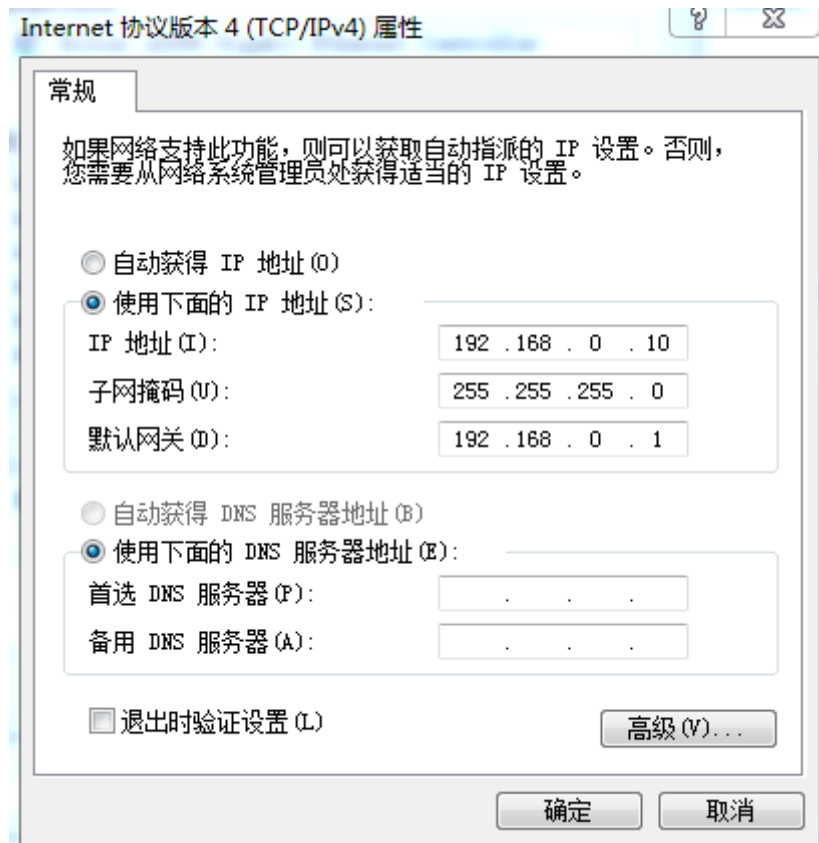 Internet 协议版本 4 (TCP/IPv4) 属性
常规
如果网络支持此功能，则可以获取自动指派的 IP 设置。否则，
您需要从网络系统管理员处获得适当的 IP 设置。
自动获得 IP 地址(O)
使用下面的 IP 地址(S):
IP 地址(I): 192 .168 . 0 . 10
子网掩码(U): 255 .255 .255 . 0
默认网关(D): 192 .168 . 0 . 1
自动获得 DNS 服务器地址(B)
使用下面的 DNS 服务器地址(E):
首选 DNS 服务器(P): . . .
备用 DNS 服务器(A): . . .
退出时验证设置(L)
高级(V)...
确定 取消